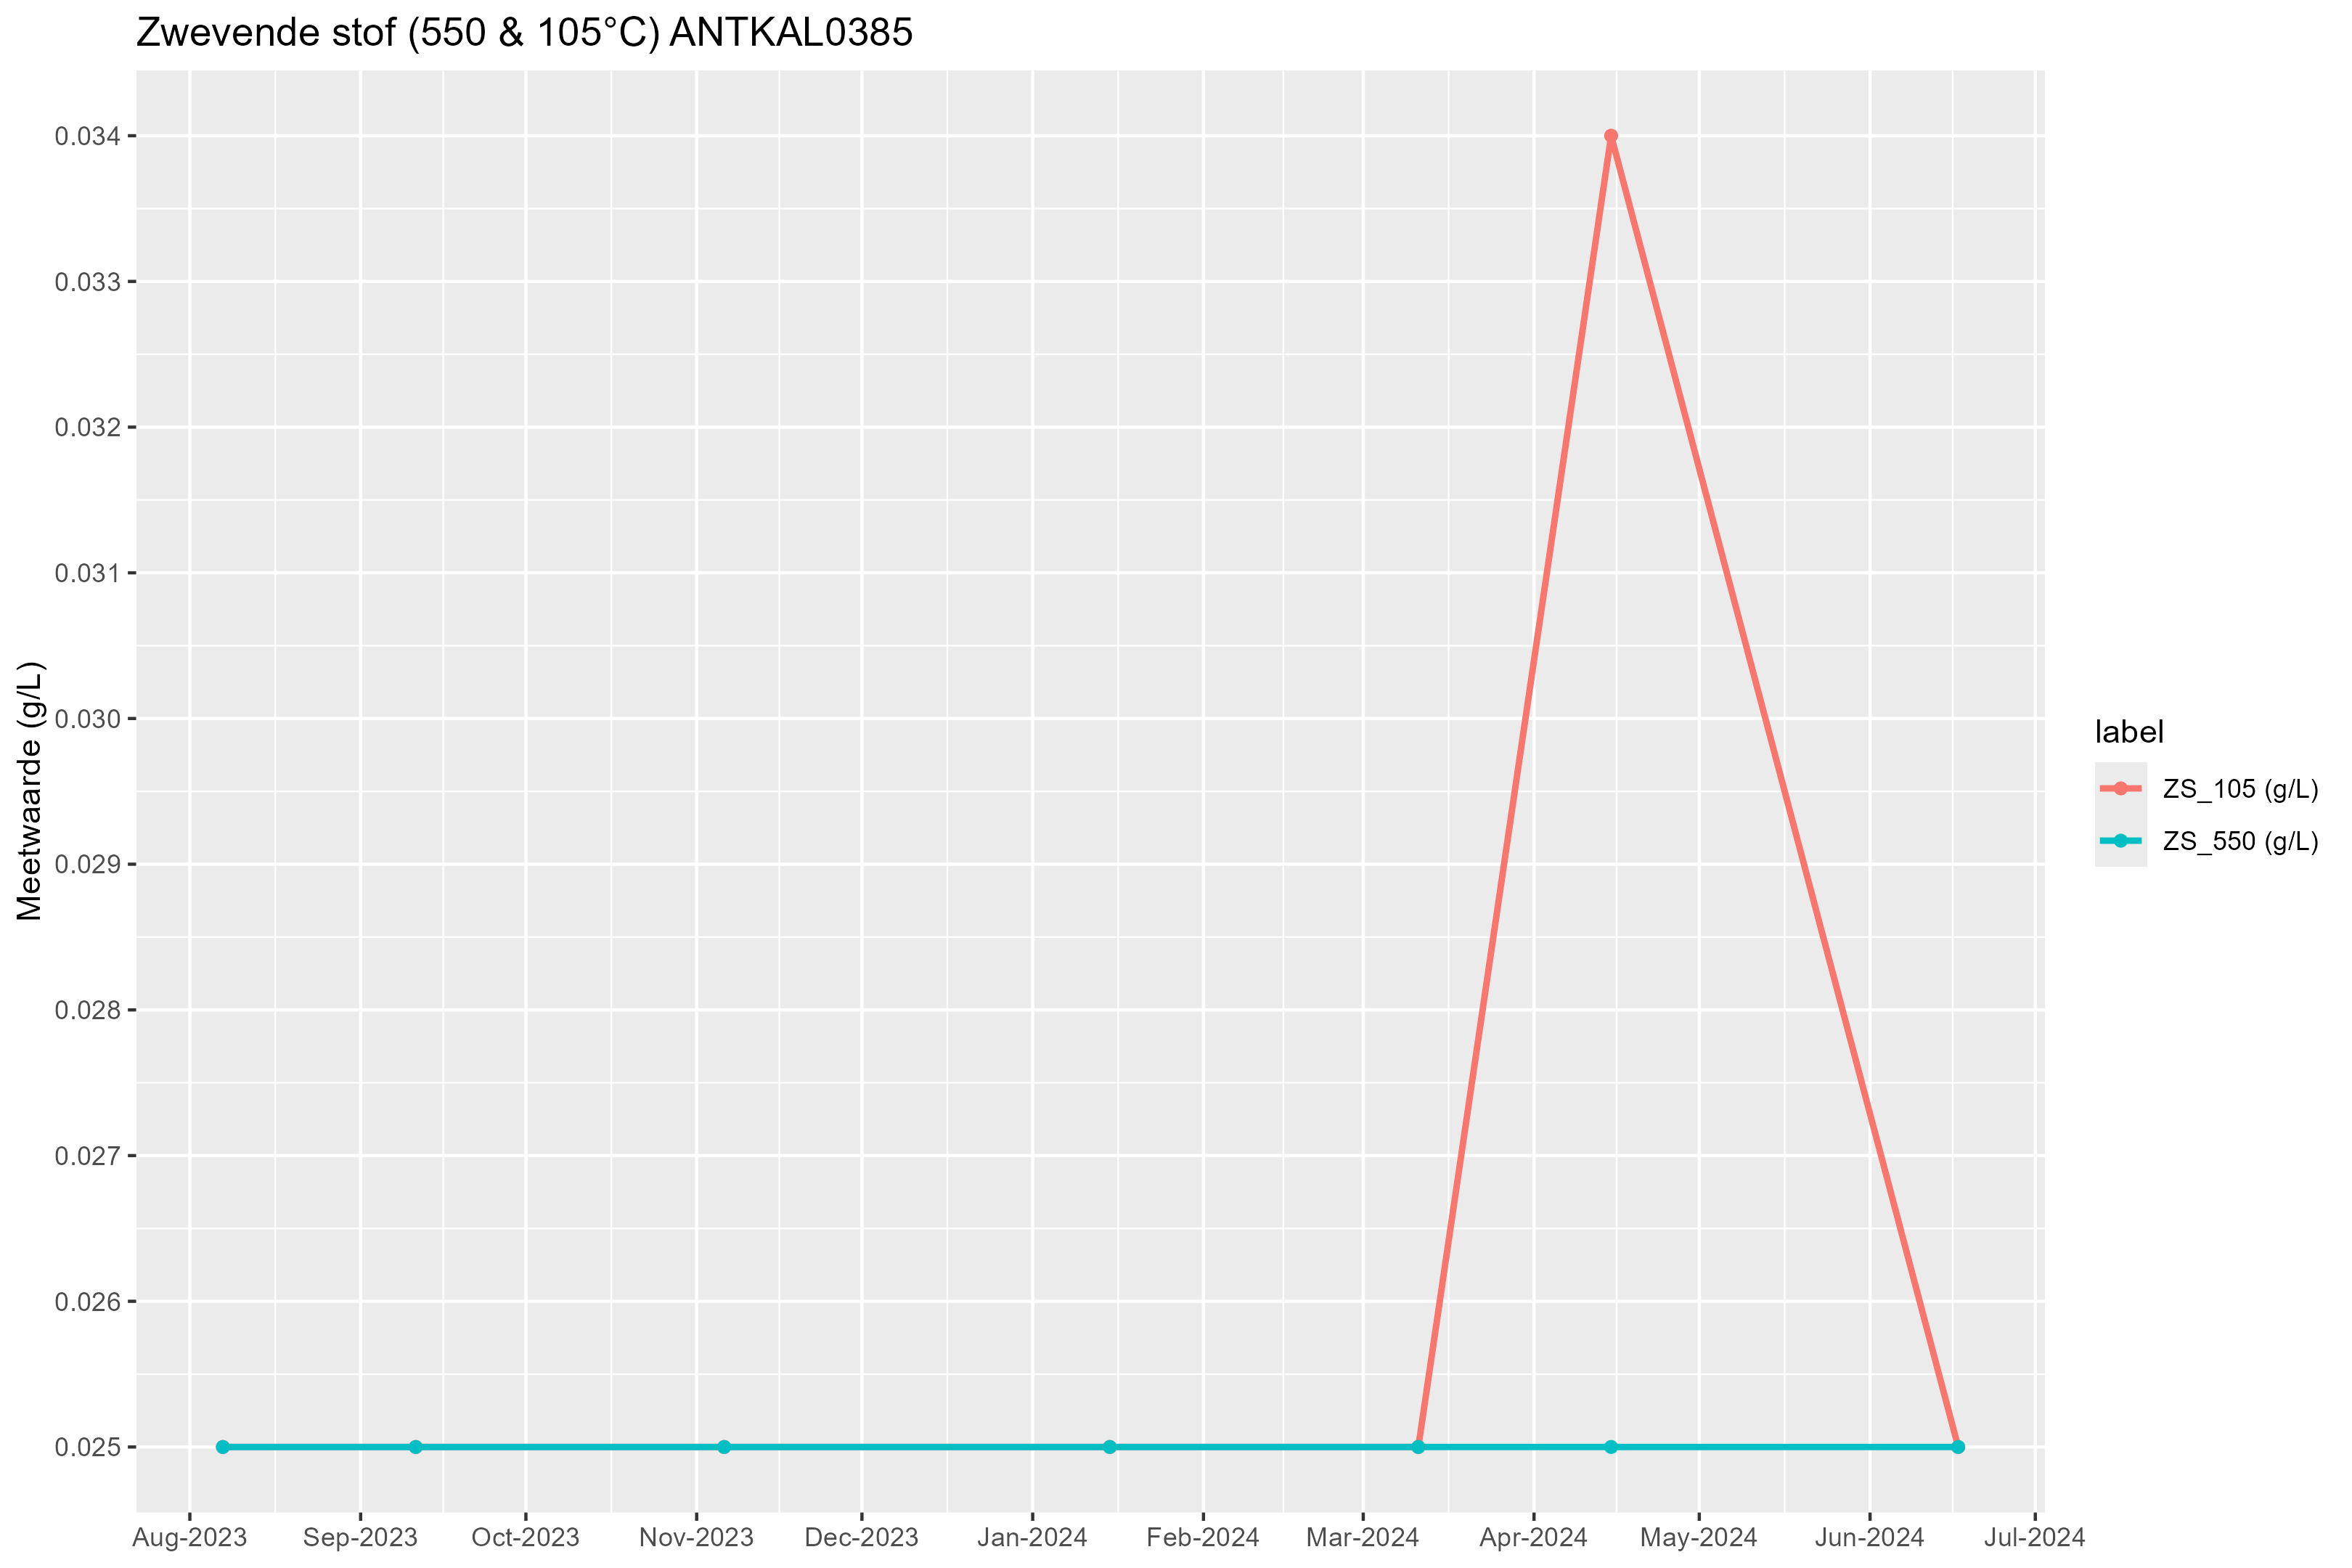 Zwevende stof (550 & 105°C) ANTKAL0385
Meetwaarde (g/L)
0.034
0.033
0.032
0.031
0.030
0.029
0.028
0.027
0.026
0.025
Aug-2023 Sep-2023 Oct-2023 Nov-2023 Dec-2023 Jan-2024 Feb-2024 Mar-2024 Apr-2024 May-2024 Jun-2024 Jul-2024
label
ZS_105 (g/L)
ZS_550 (g/L)